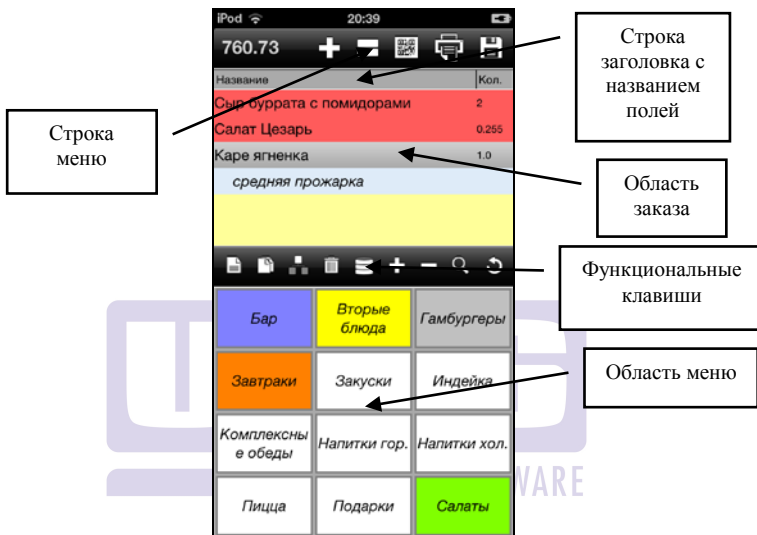 iPod 20:39
760.73
Название Кол.
Сыр буррата с помидорами 2
Салат Цезарь 0.255
Каре ягненка 1.0
средняя прожарка
Бар
Вторые
блюда
Гамбургеры
Завтраки
Закуски
Индейка
Комплексны
е обеды
Напитки гор.
Напитки хол.
Пицца
Подарки
Салаты
Строка
меню
Строка
заголовка с
названием
полей
Область
заказа
Функциональные
клавиши
Область меню
WARE